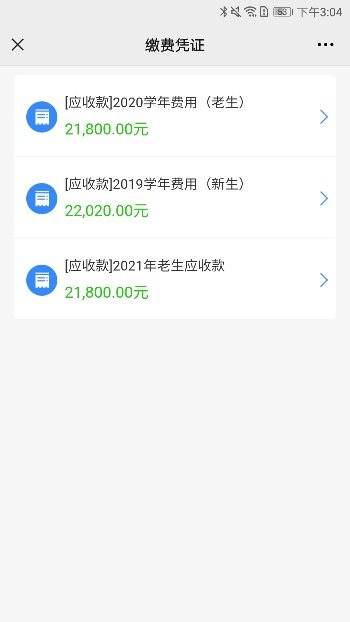 53 下午3:04
缴费凭证
[应收款]2020学年费用（老生）
21,800.00元
[应收款]2019学年费用（新生）
22,020.00元
[应收款]2021年老生应收款
21,800.00元